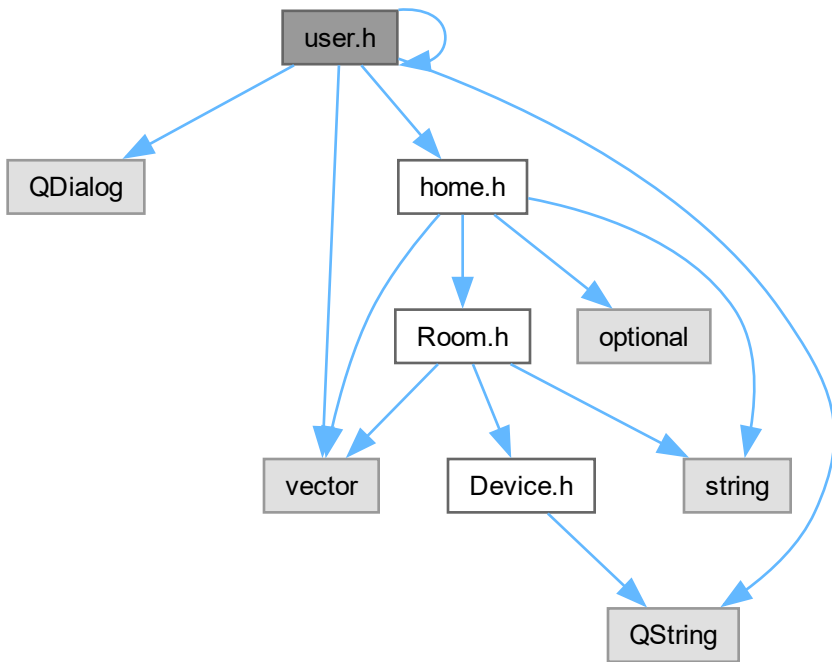 user.h
QDialog
home.h
Room.h
optional
vector
Device.h
string
QString